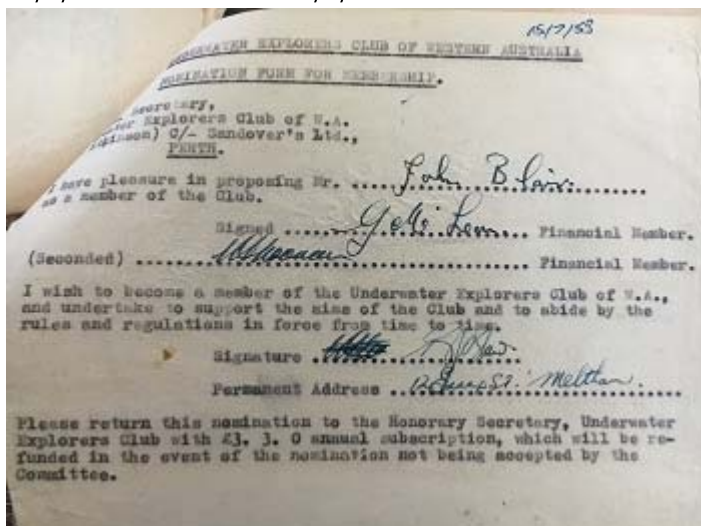 15/7/53
UNDERWATER EXPLORERS CLUB OF WESTERN AUSTRALIA
NOMINATION FORM FOR MEMBERSHIP.
Secretary,
Explorers Club of W.A.
C/- Sandover's Ltd.,
PERTH.
I have pleasure in proposing Mr. ..... John Blair
as a member of the Club.
Signed ..... Financial Member.
(Seconded) ..... Financial Member.
I wish to become a member of the Underwater Explorers Club of W.A.,
and undertake to support the aims of the Club and to abide by the
rules and regulations in force from time to time.
Signature .....
Permanent Address .....
Please return this nomination to the Honorary Secretary, Underwater
Explorers Club with £3. 3. 0 annual subscription, which will be re-
funded in the event of the nomination not being accepted by the
Committee.